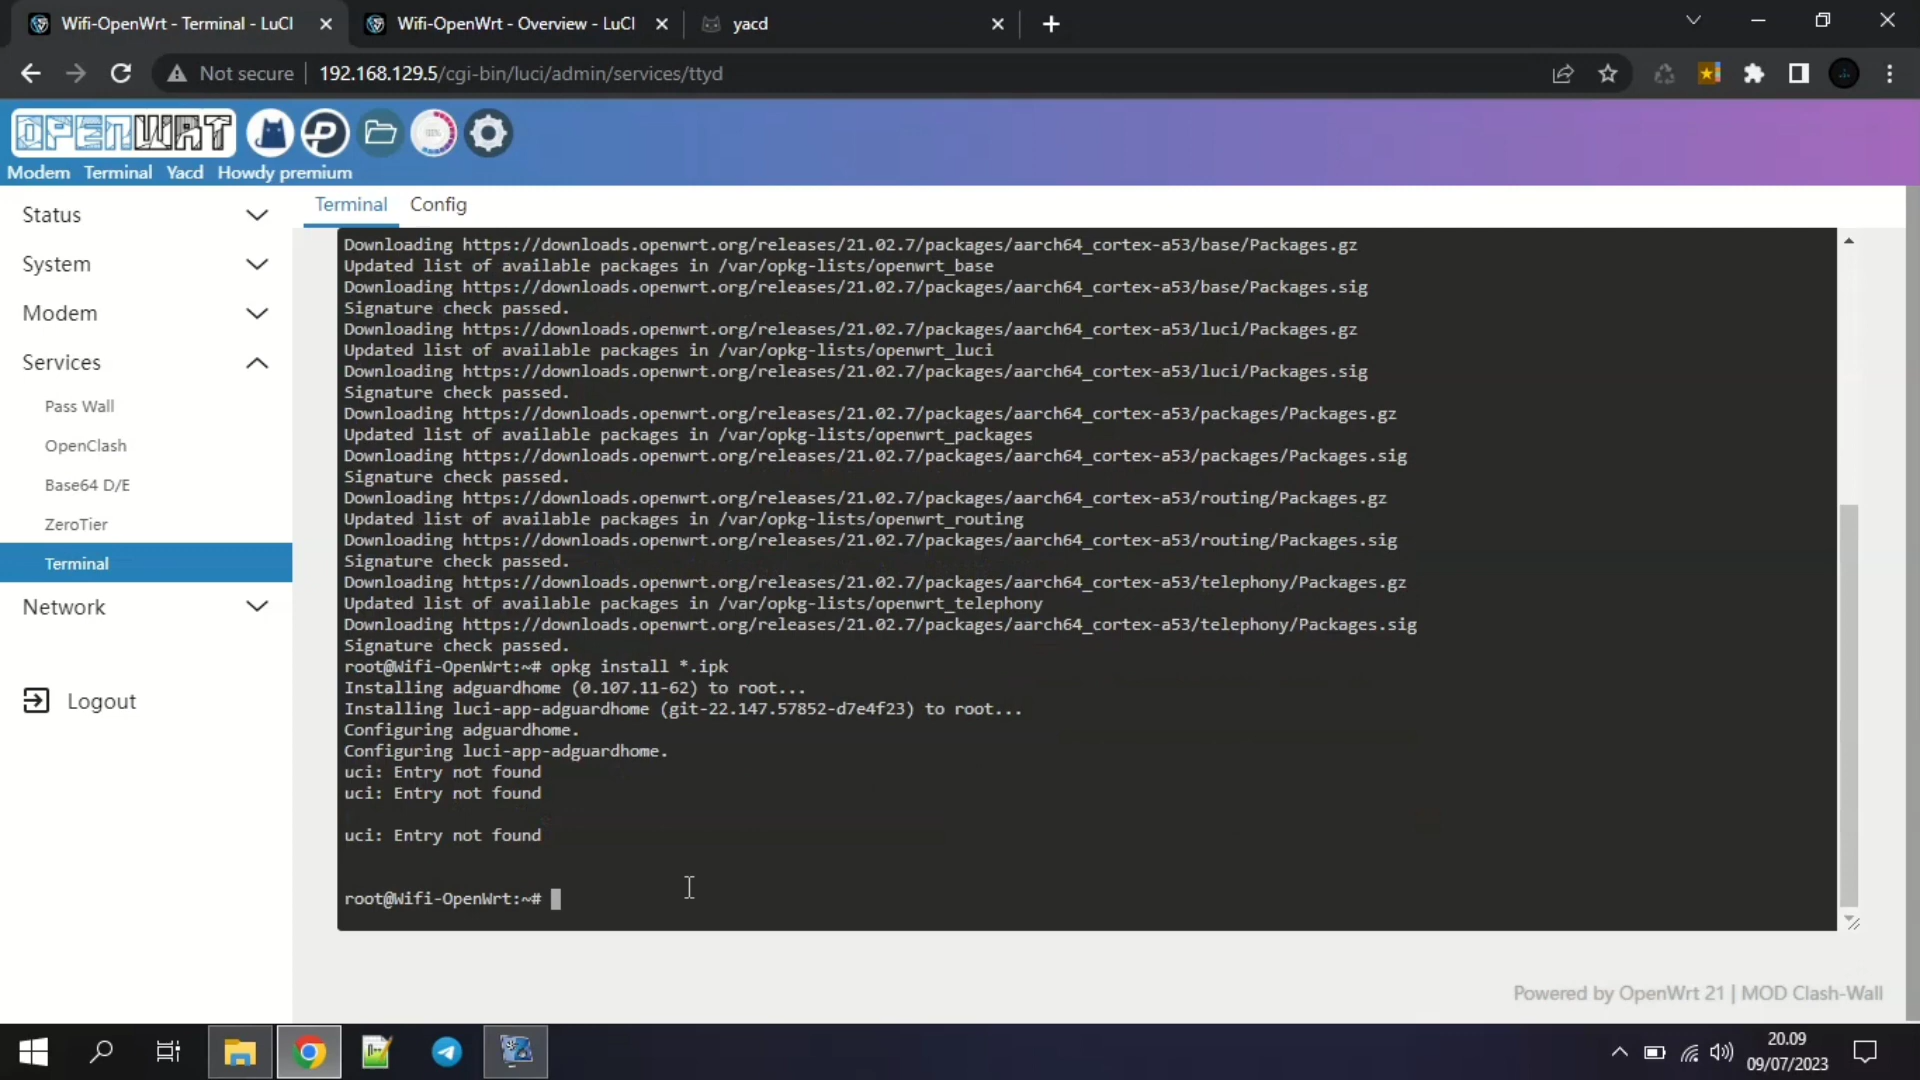 Wifi-OpenWrt - Terminal - LuCI
Wifi-OpenWrt - Overview - LuCI
yacd
Not secure
192.168.129.5/cgi-bin/luci/admin/services/ttyd
OPENWRT
Modem Terminal Yacd Howdy premium
Status
System
Modem
Services
Pass Wall
OpenClash
Base64 D/E
ZeroTier
Terminal
Network
Logout
Terminal Config
Downloading https://downloads.openwrt.org/releases/21.02.7/packages/aarch64_cortex-a53/base/Packages.gz
Updated list of available packages in /var/opkg-lists/openwrt_base
Downloading https://downloads.openwrt.org/releases/21.02.7/packages/aarch64_cortex-a53/base/Packages.sig
Signature check passed.
Downloading https://downloads.openwrt.org/releases/21.02.7/packages/aarch64_cortex-a53/luci/Packages.gz
Updated list of available packages in /var/opkg-lists/openwrt_luci
Downloading https://downloads.openwrt.org/releases/21.02.7/packages/aarch64_cortex-a53/luci/Packages.sig
Signature check passed.
Downloading https://downloads.openwrt.org/releases/21.02.7/packages/aarch64_cortex-a53/packages/Packages.gz
Updated list of available packages in /var/opkg-lists/openwrt_packages
Downloading https://downloads.openwrt.org/releases/21.02.7/packages/aarch64_cortex-a53/packages/Packages.sig
Signature check passed.
Downloading https://downloads.openwrt.org/releases/21.02.7/packages/aarch64_cortex-a53/routing/Packages.gz
Updated list of available packages in /var/opkg-lists/openwrt_routing
Downloading https://downloads.openwrt.org/releases/21.02.7/packages/aarch64_cortex-a53/routing/Packages.sig
Signature check passed.
Downloading https://downloads.openwrt.org/releases/21.02.7/packages/aarch64_cortex-a53/telephony/Packages.gz
Updated list of available packages in /var/opkg-lists/openwrt_telephony
Downloading https://downloads.openwrt.org/releases/21.02.7/packages/aarch64_cortex-a53/telephony/Packages.sig
Signature check passed.
root@Wifi-OpenWrt:~# opkg install *.ipk
Installing adguardhome (0.107.11-62) to root...
Installing luci-app-adguardhome (git-22.147.57852-d7e4f23) to root...
Configuring adguardhome.
Configuring luci-app-adguardhome.
uci: Entry not found
uci: Entry not found
uci: Entry not found
root@Wifi-OpenWrt:~#
Powered by OpenWrt 21 | MOD Clash-Wall
20.09
09/07/2023